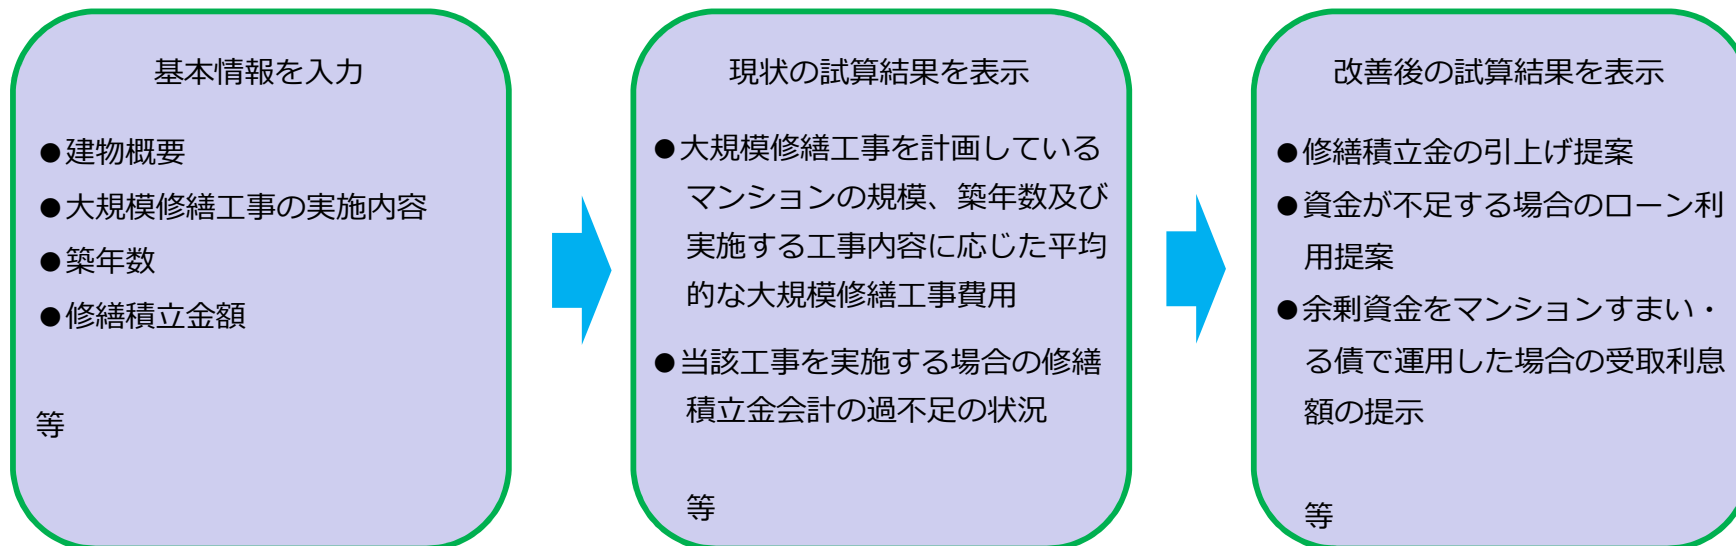 基本情報を入力
●建物概要
●大規模修繕工事の実施内容
●築年数
●修繕積立金額
等
現状の試算結果を表示
●大規模修繕工事を計画している
マンションの規模、築年数及び
実施する工事内容に応じた平均
的な大規模修繕工事費用
●当該工事を実施する場合の修繕
積立金会計の過不足の状況
等
改善後の試算結果を表示
●修繕積立金の引上げ提案
●資金が不足する場合のローン利
用提案
●余剰資金をマンションすまい・
る債で運用した場合の受取利息
額の提示
等